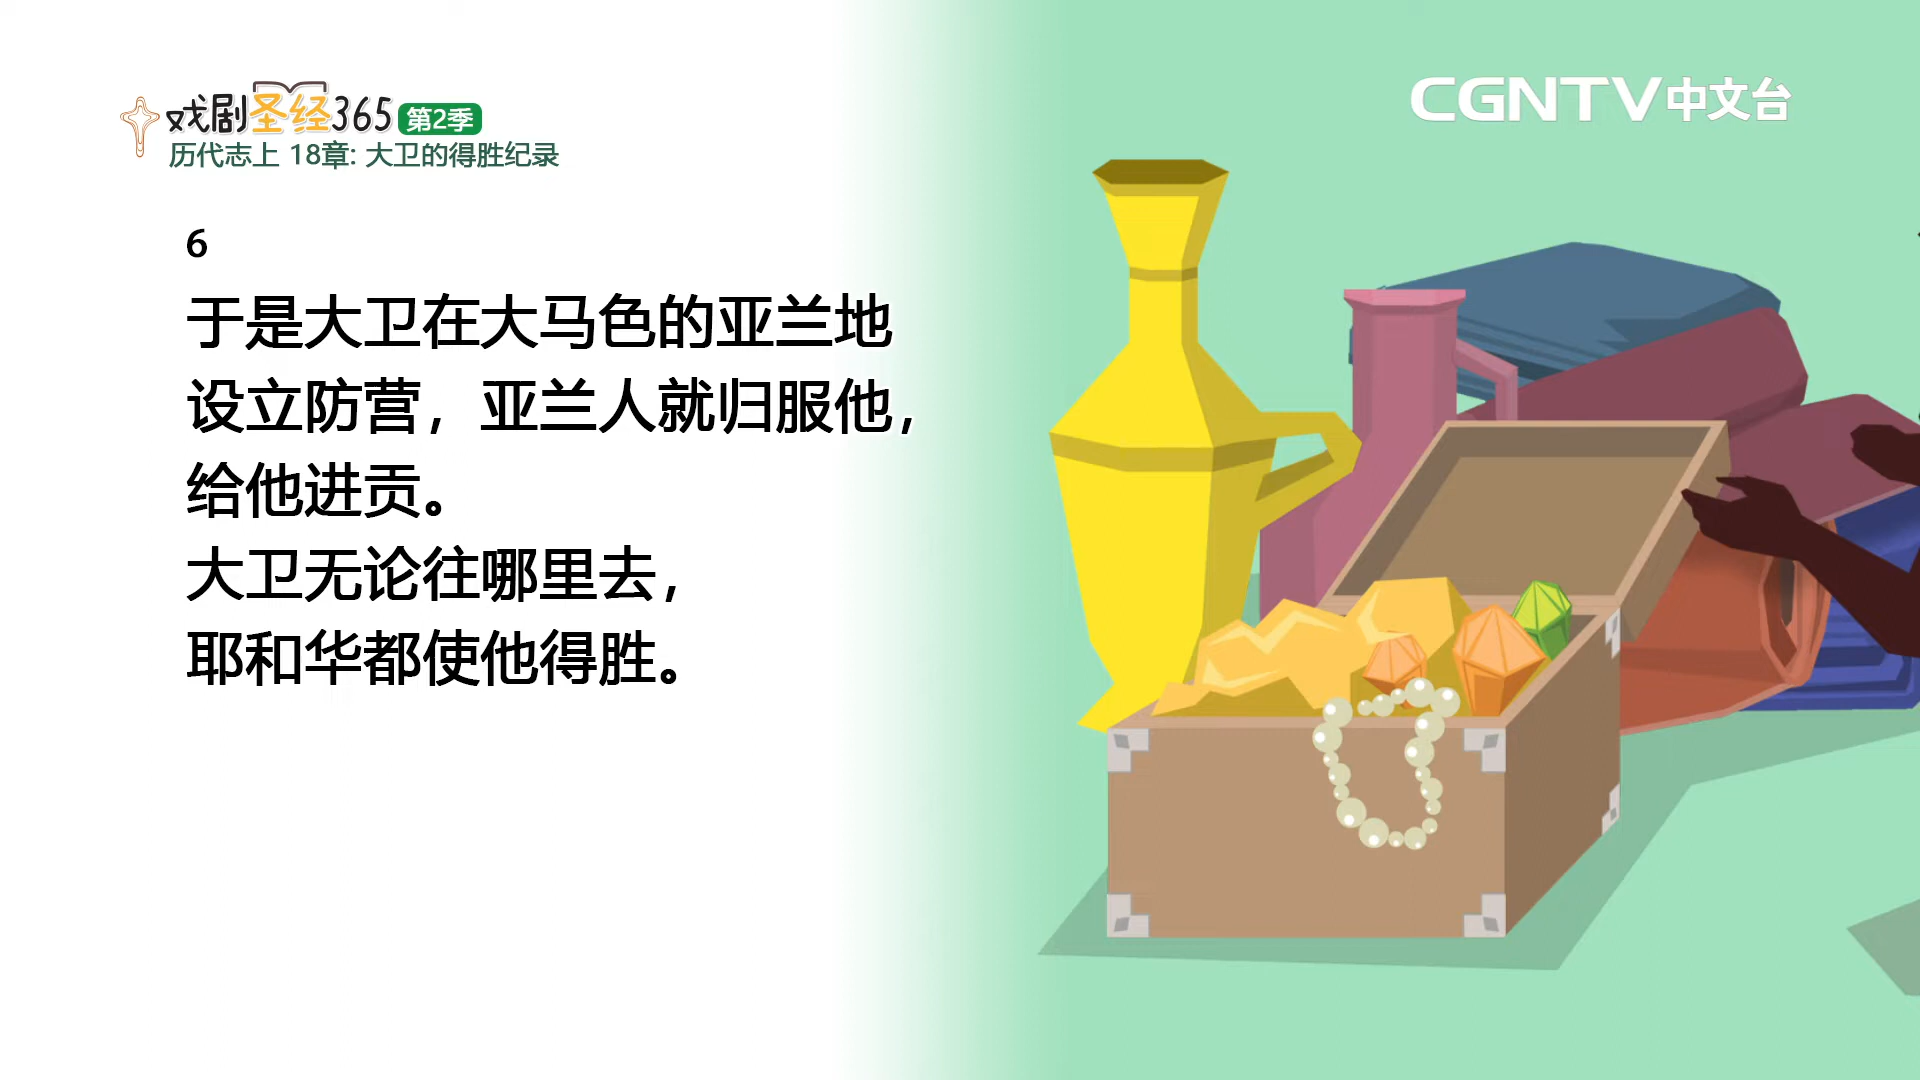 戏剧圣经365 第2季
CGNTV中文台
历代志上 18章: 大卫的得胜纪录
6
于是大卫在大马色的亚兰地
设立防营，亚兰人就归服他，
给他进贡。
大卫无论往哪里去，
耶和华都使他得胜。